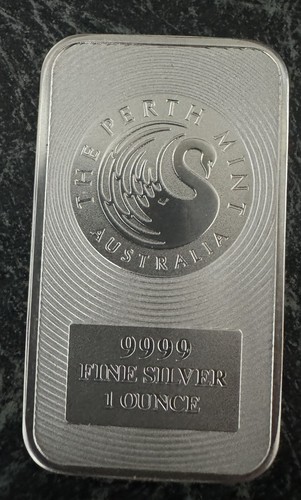 THE PERTH MINT
AUSTRALIA
9999
FINE SILVER
1 OUNCE